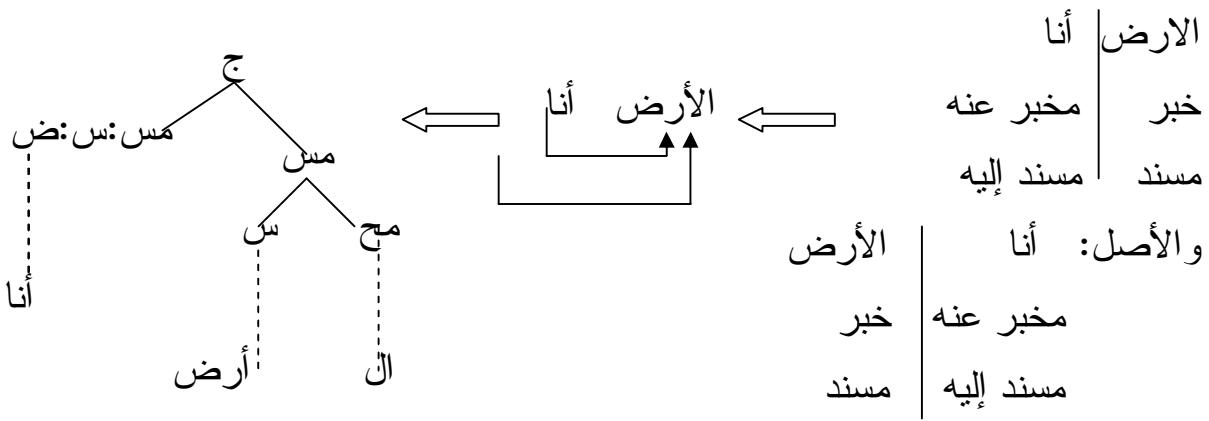 الارض أنا
خبر مخبر عنه
مسند مسند إليه
والأصل: أنا الأرض
مخبر عنه خبر
مسند إليه مسند
الأرض أنا
ج
مس
مس:س:ض
مح س
أنا
ال أرض